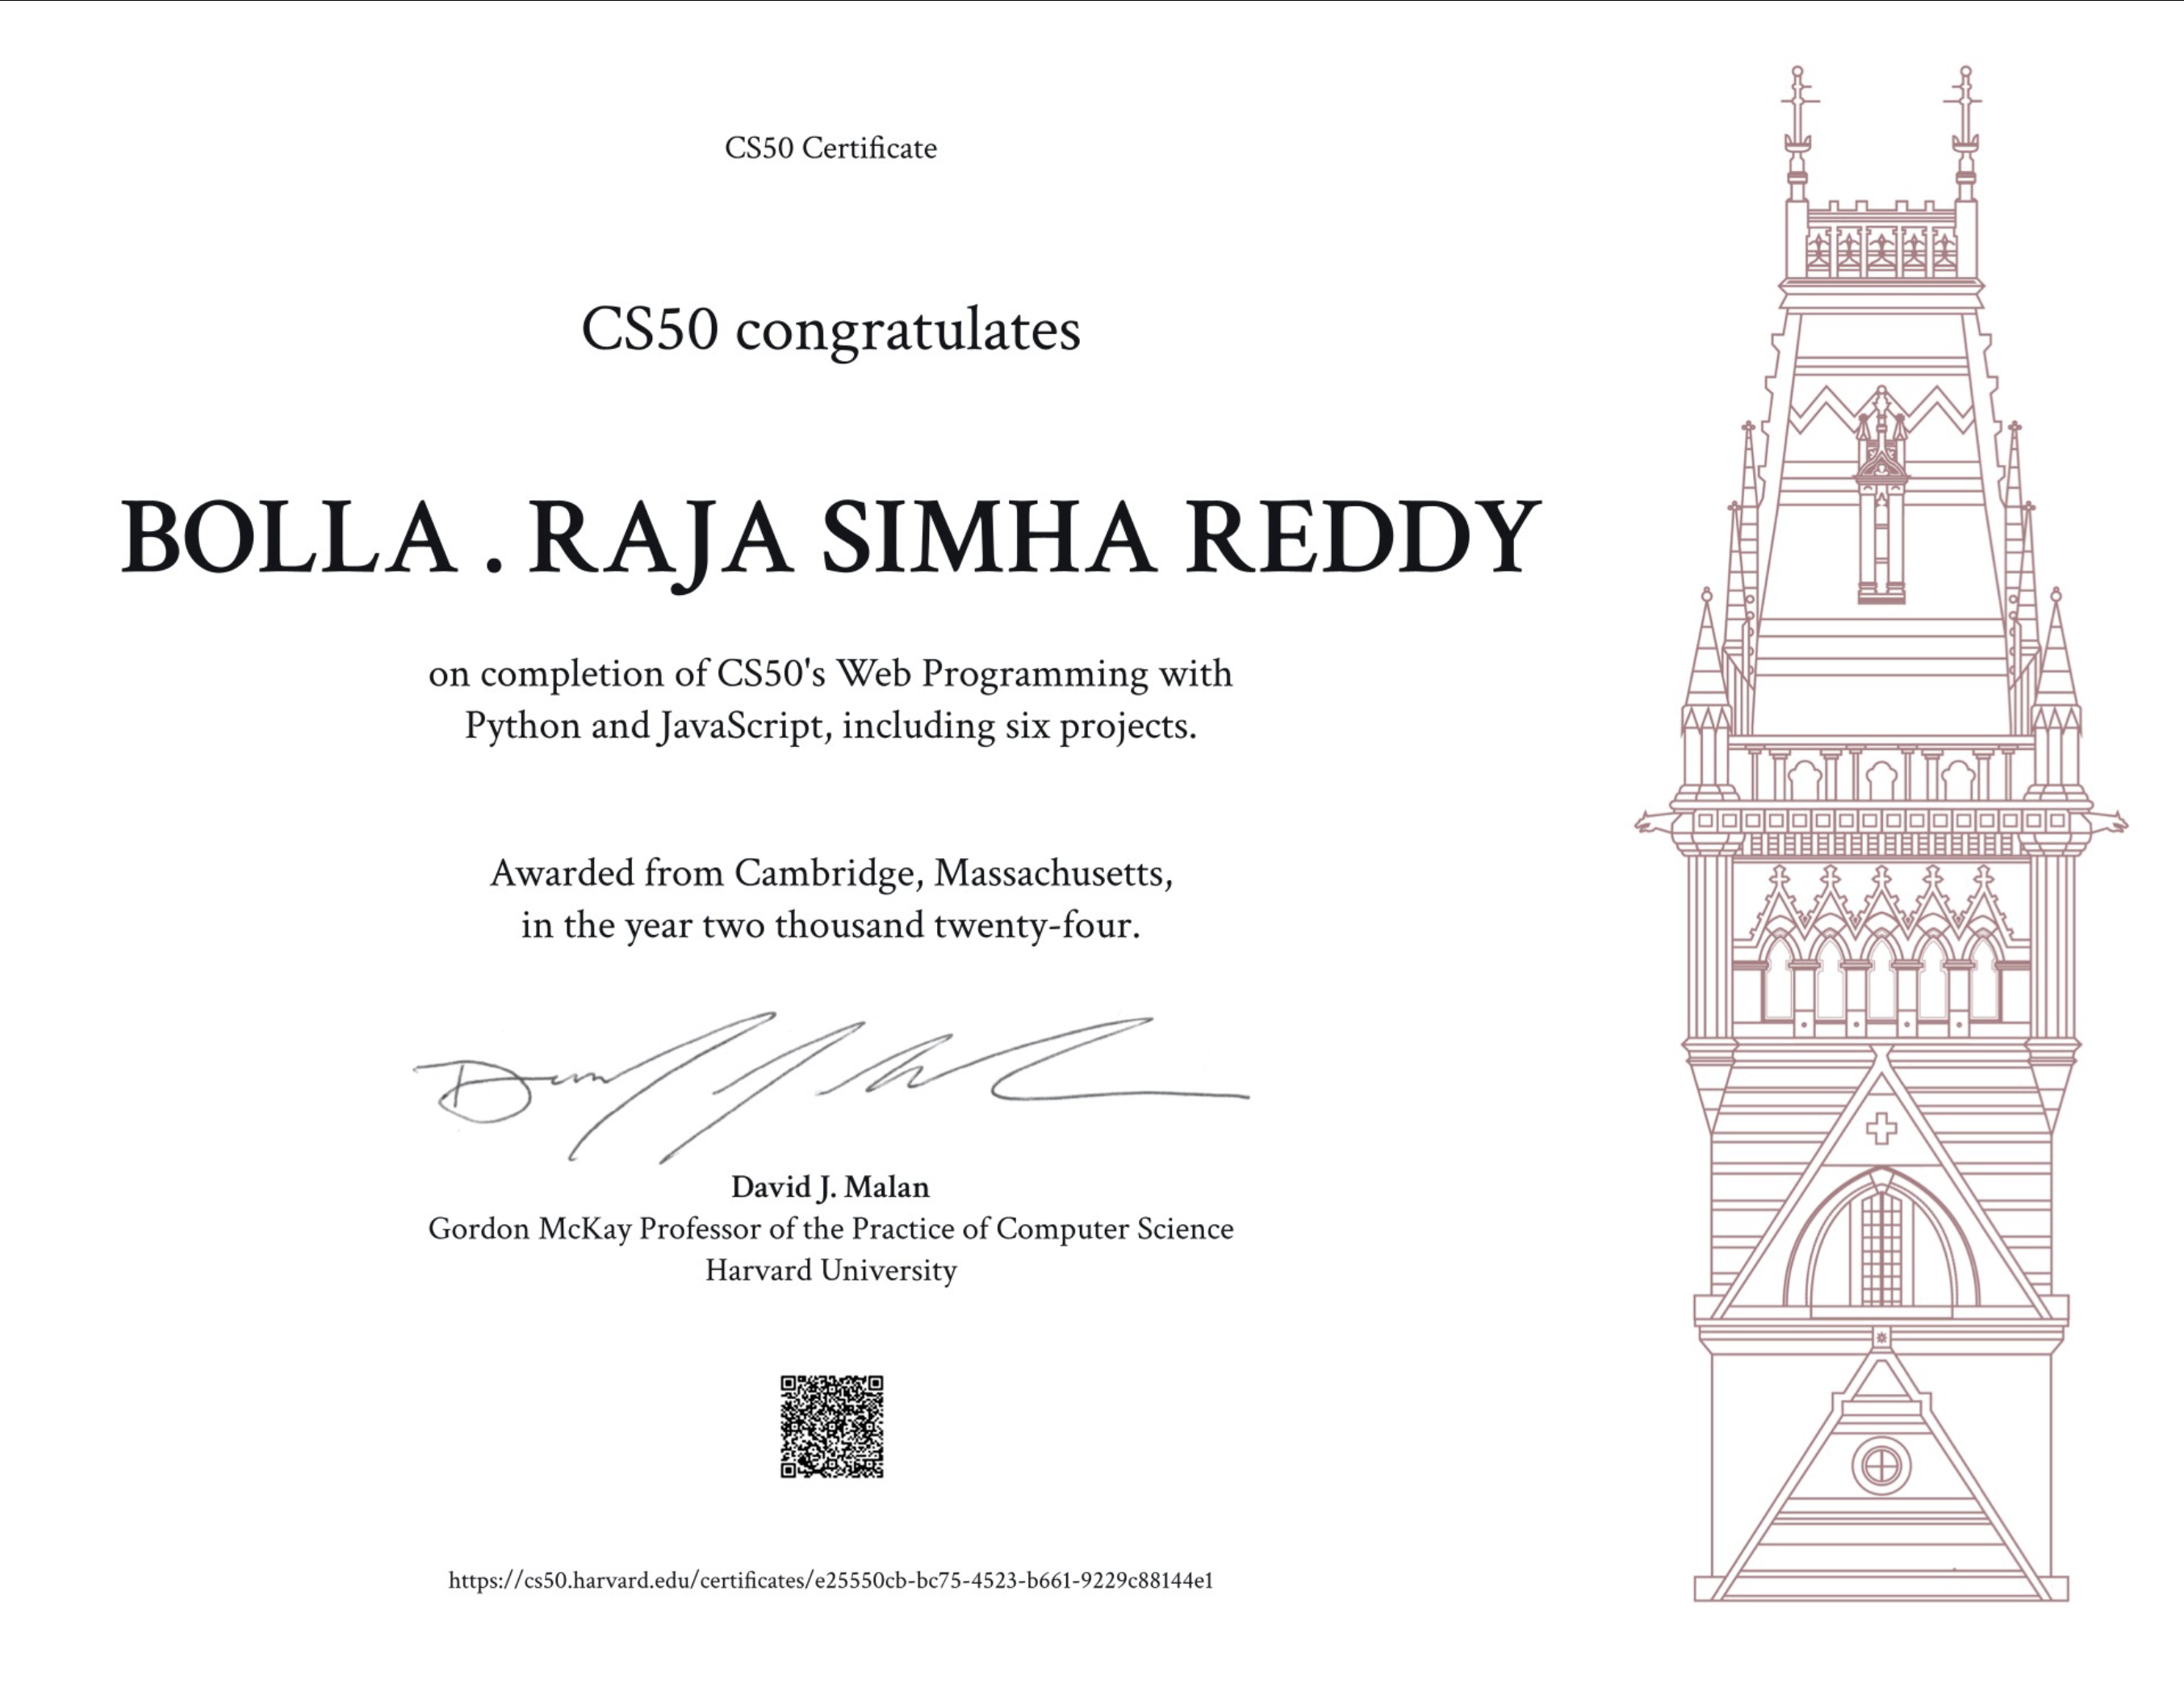 CS50 Certificate
CS50 congratulates
BOLLA . RAJA SIMHA REDDY
on completion of CS50's Web Programming with
Python and JavaScript, including six projects.
Awarded from Cambridge, Massachusetts,
in the year two thousand twenty-four.
David J. Malan
Gordon McKay Professor of the Practice of Computer Science
Harvard University
https://cs50.harvard.edu/certificates/e25550cb-bc75-4523-b661-9229c88144e1